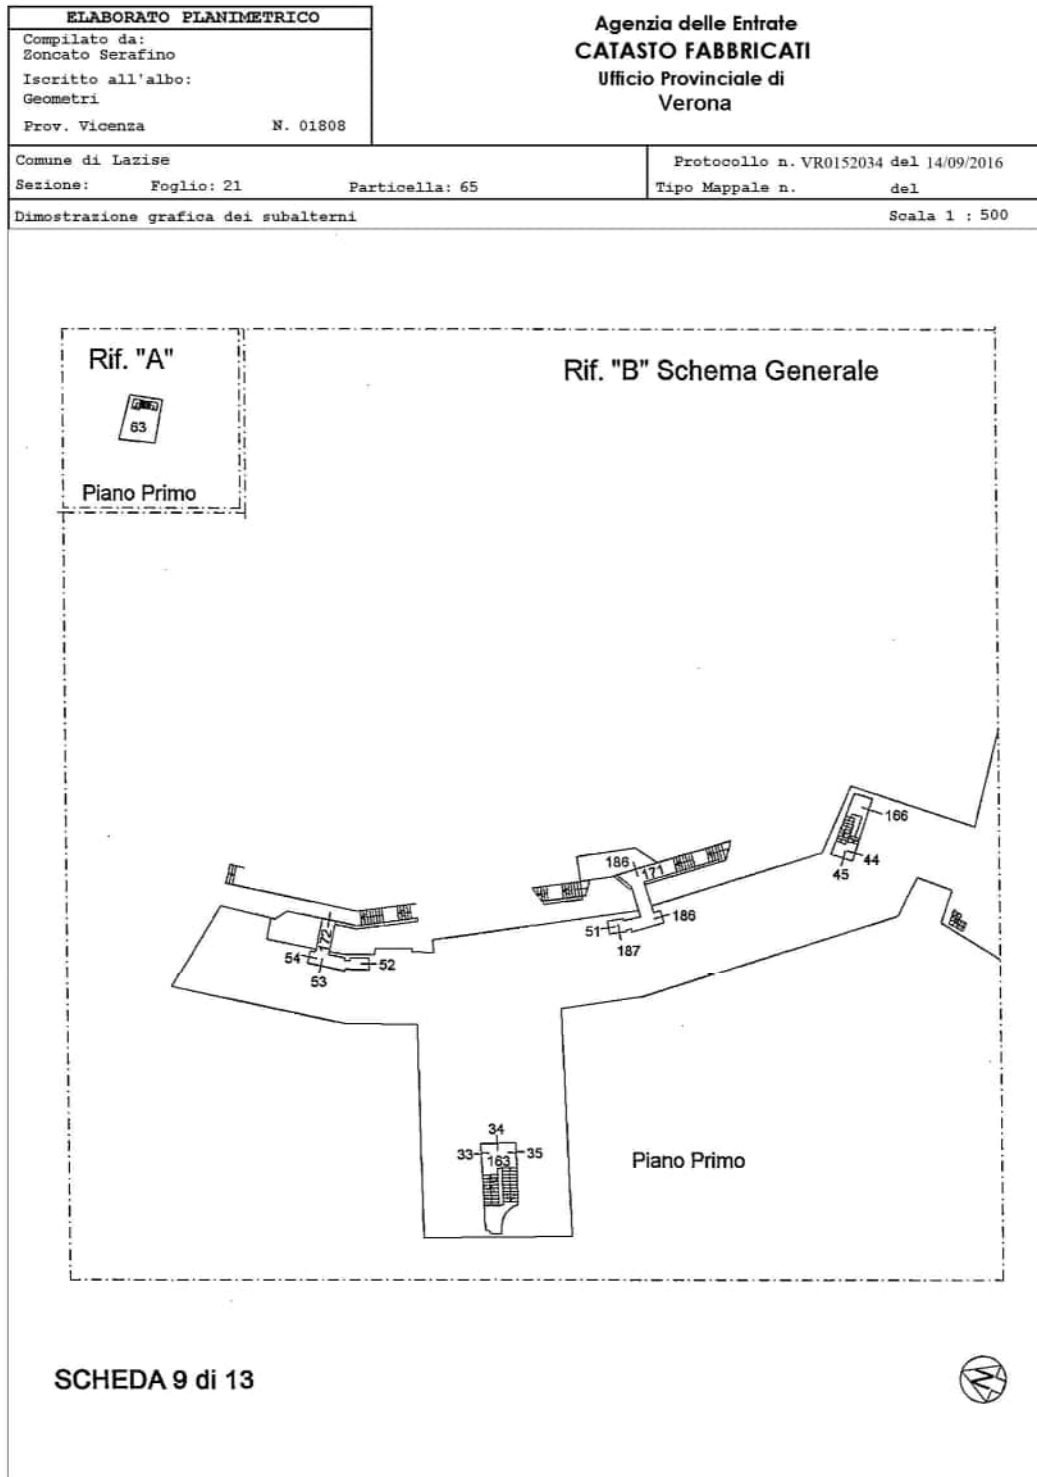 ELABORATO PLANIMETRICO
Compilato da:
Zoncato Serafino
Iscritto all'albo:
Geometri
Prov. Vicenza N. 01808
Agenzia delle Entrate
CATASTO FABBRICATI
Ufficio Provinciale di
Verona
Comune di Lazise
Sezione: Foglio: 21 Particella: 65
Protocollo n. VR0152034 del 14/09/2016
Tipo Mappale n. del
Dimostrazione grafica dei subalterni Scala 1 : 500
Rif. "A"
63
Piano Primo
Rif. "B" Schema Generale
166
44
45
186
171
186
51
187
172
54
52
53
34
33
163
35
Piano Primo
SCHEDA 9 di 13
N